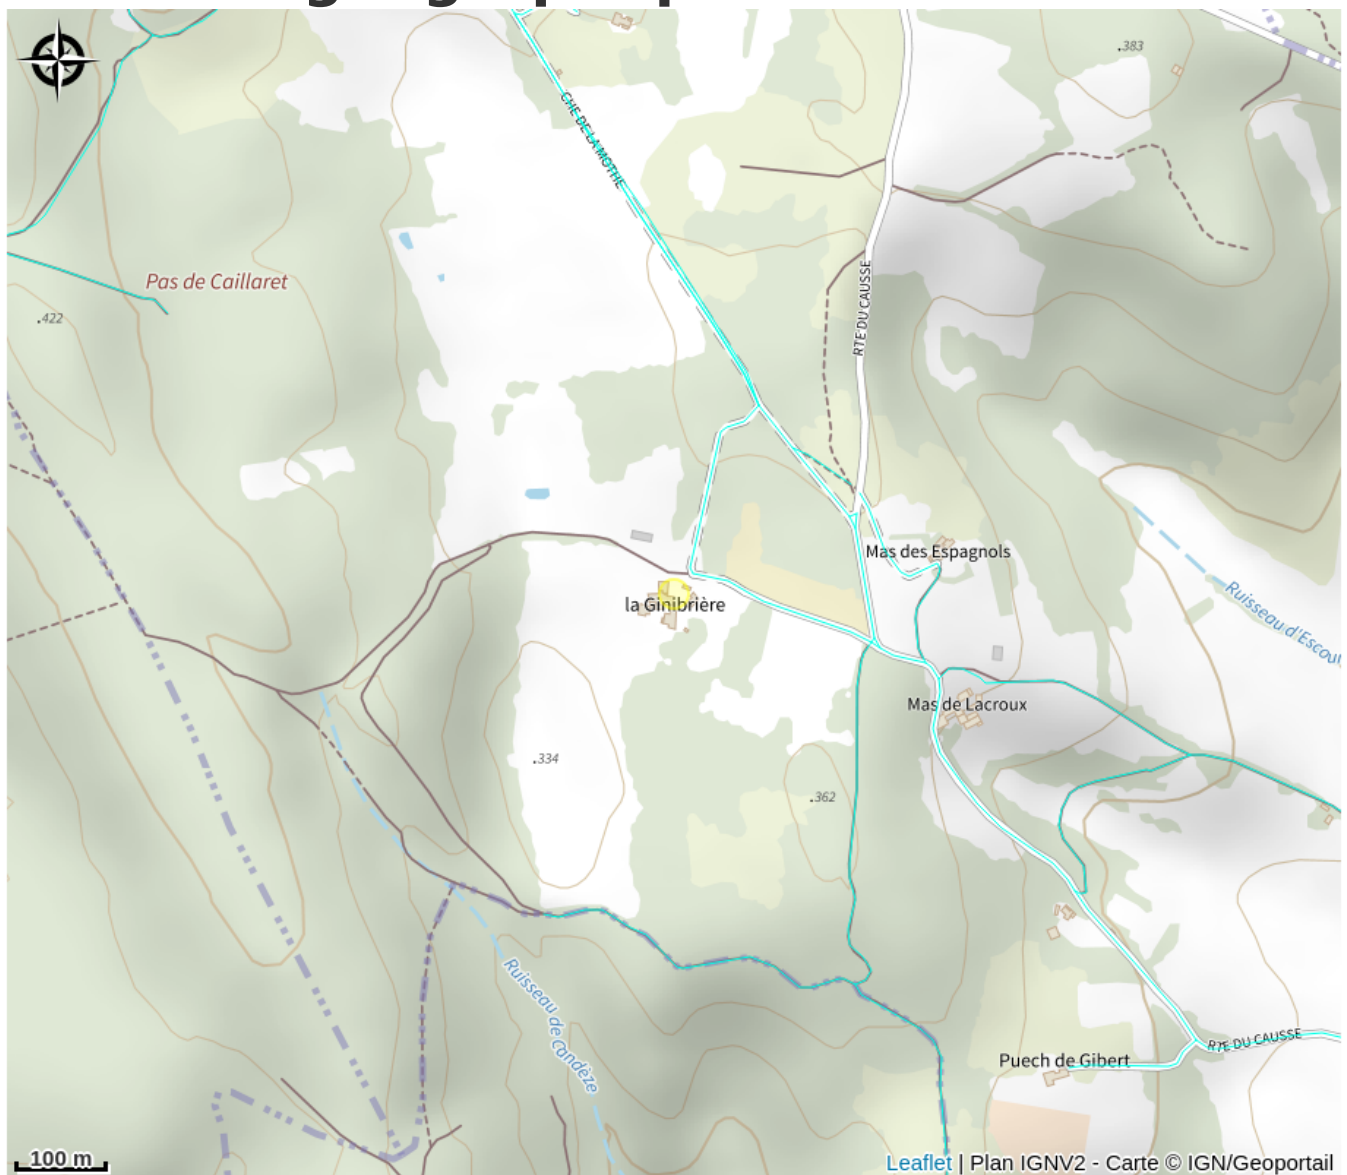 CHE DE LA MOTHE
.383
Pas de Caillaret
.422
RTE DU CAUSSE
Mas des Espagnols
la Ginibrière
Ruisseau d'Escou
Mas de Lacroux
.334
.362
Ruisseau de Candèze
RTE DU CAUSSE
Puech de Gibert
100 m
Leaflet | Plan IGNV2 - Carte © IGN/Geoportail